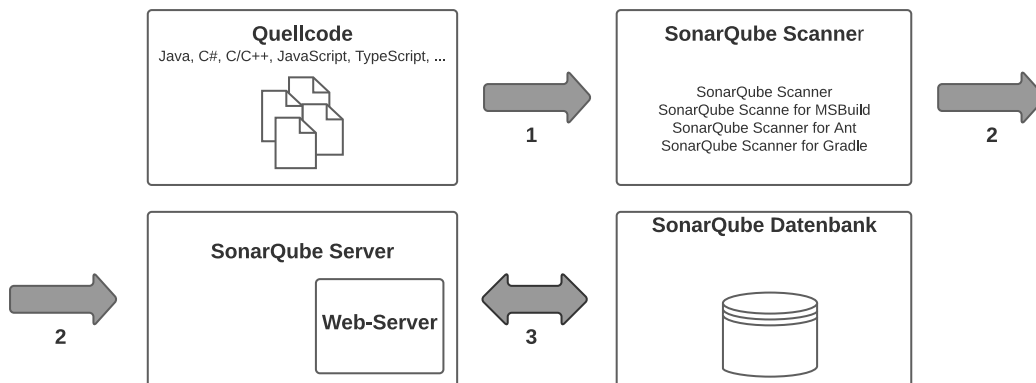 Quellcode
Java, C#, C/C++, JavaScript, TypeScript, ...
1
SonarQube Scanner
SonarQube Scanner
SonarQube Scanne for MSBuild
SonarQube Scanner for Ant
SonarQube Scanner for Gradle
2
2
SonarQube Server
Web-Server
3
SonarQube Datenbank